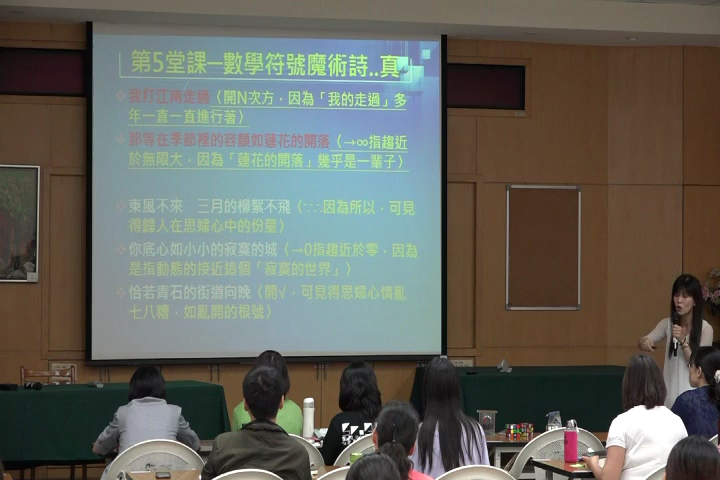 第5堂課─數學符號魔術詩..真
我打江南走過〈開N次方．因為「我的走過」多
年一直一直進行著〉
那等在季節裡的容顏如蓮花的開落〈→∞指趨近
於無限大，因為「蓮花的開落」幾乎是一輩子〉
東風不來　三月的柳絮不飛〈∵∴因為所以，可見
得歸人在思婦心中的份量〉
你底心如小小的寂寞的城〈→0指趨近於零．因為
是指動態的接近這個「寂寞的世界」〉
恰若青石的街道向晚〈開√，可見得思婦心情亂
七八糟，如亂開的根號〉